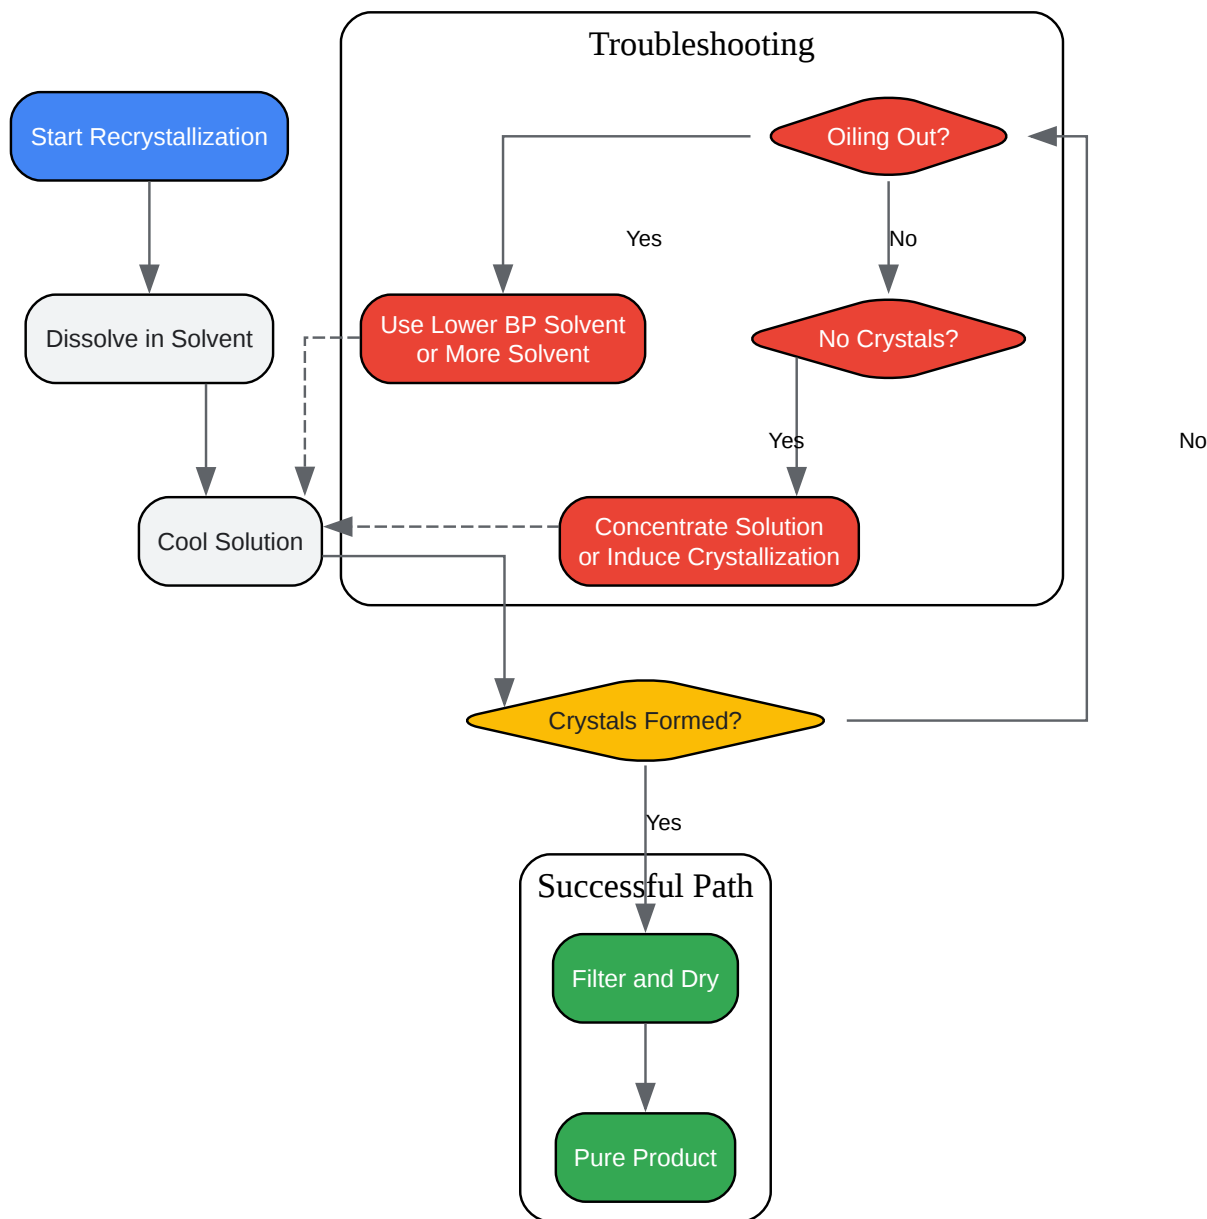 Troubleshooting
Start Recrystallization
Oiling Out?
Yes
No
Dissolve in Solvent
Use Lower BP Solvent
or More Solvent
No Crystals?
Yes
No
Cool Solution
Concentrate Solution
or Induce Crystallization
Crystals Formed?
Yes
Successful Path
Filter and Dry
Pure Product